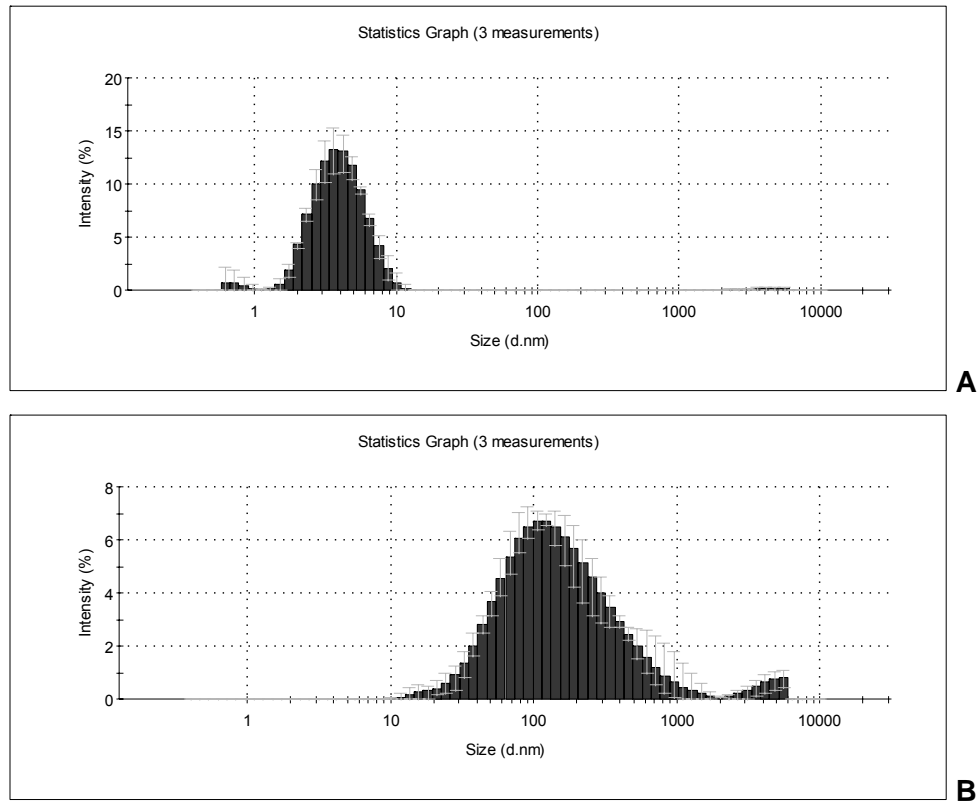 Statistics Graph (3 measurements)
20
15
10
5
0
Intensity (%)
1 10 100 1000 10000
Size (d.nm)
A
Statistics Graph (3 measurements)
8
6
4
2
0
Intensity (%)
1 10 100 1000 10000
Size (d.nm)
B